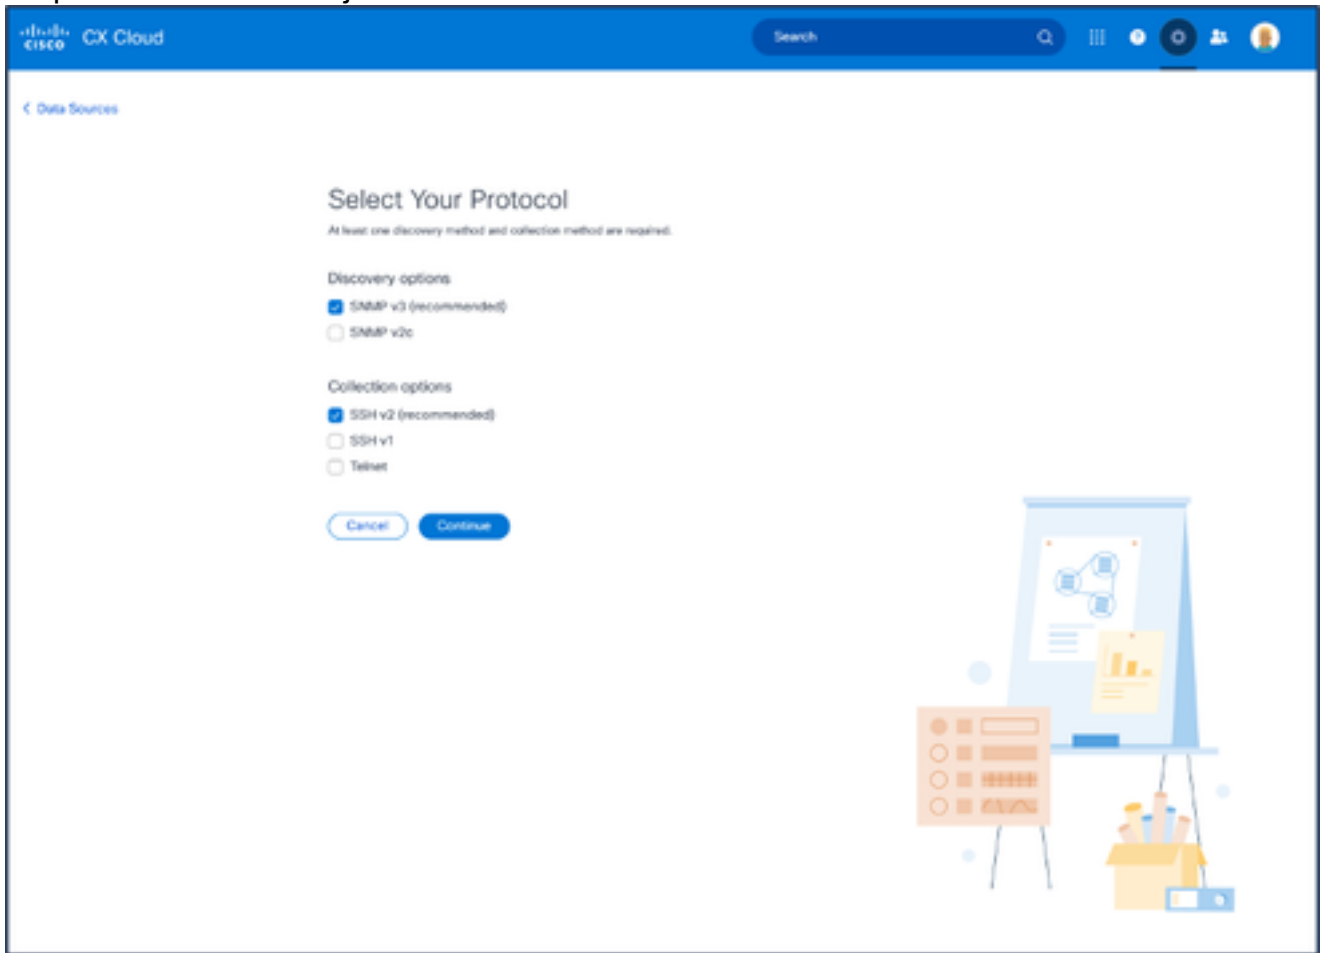 CISCO CX Cloud
Search
Data Sources
Select Your Protocol
At least one discovery method and collection method are required.
Discovery options
SNMP v3 (recommended)
SNMP v2c
Collection options
SSH v2 (recommended)
SSH v1
Telnet
Cancel Continue